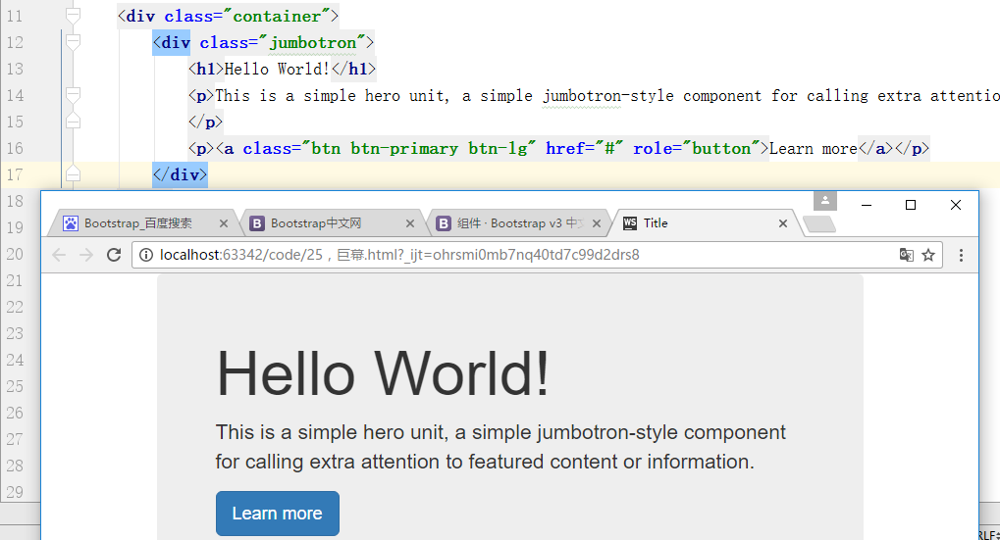 11 <div class="container">
12 <div class="jumbotron">
13 <h1>Hello World!</h1>
14 <p>This is a simple hero unit, a simple jumbotron-style component for calling extra attentio
15 </p>
16 <p><a class="btn btn-primary btn-lg" href="#" role="button">Learn more</a></p>
17 </div>
18
19
20
21
22
23
24
25
26
27
28
29
Bootstrap_百度搜索
Bootstrap中文网
组件 · Bootstrap v3 中文
WS Title
localhost:63342/code/25，巨幕.html?_ijt=ohrsmi0mb7nq40td7c99d2drs8
Hello World!
This is a simple hero unit, a simple jumbotron-style component
for calling extra attention to featured content or information.
Learn more
RLF